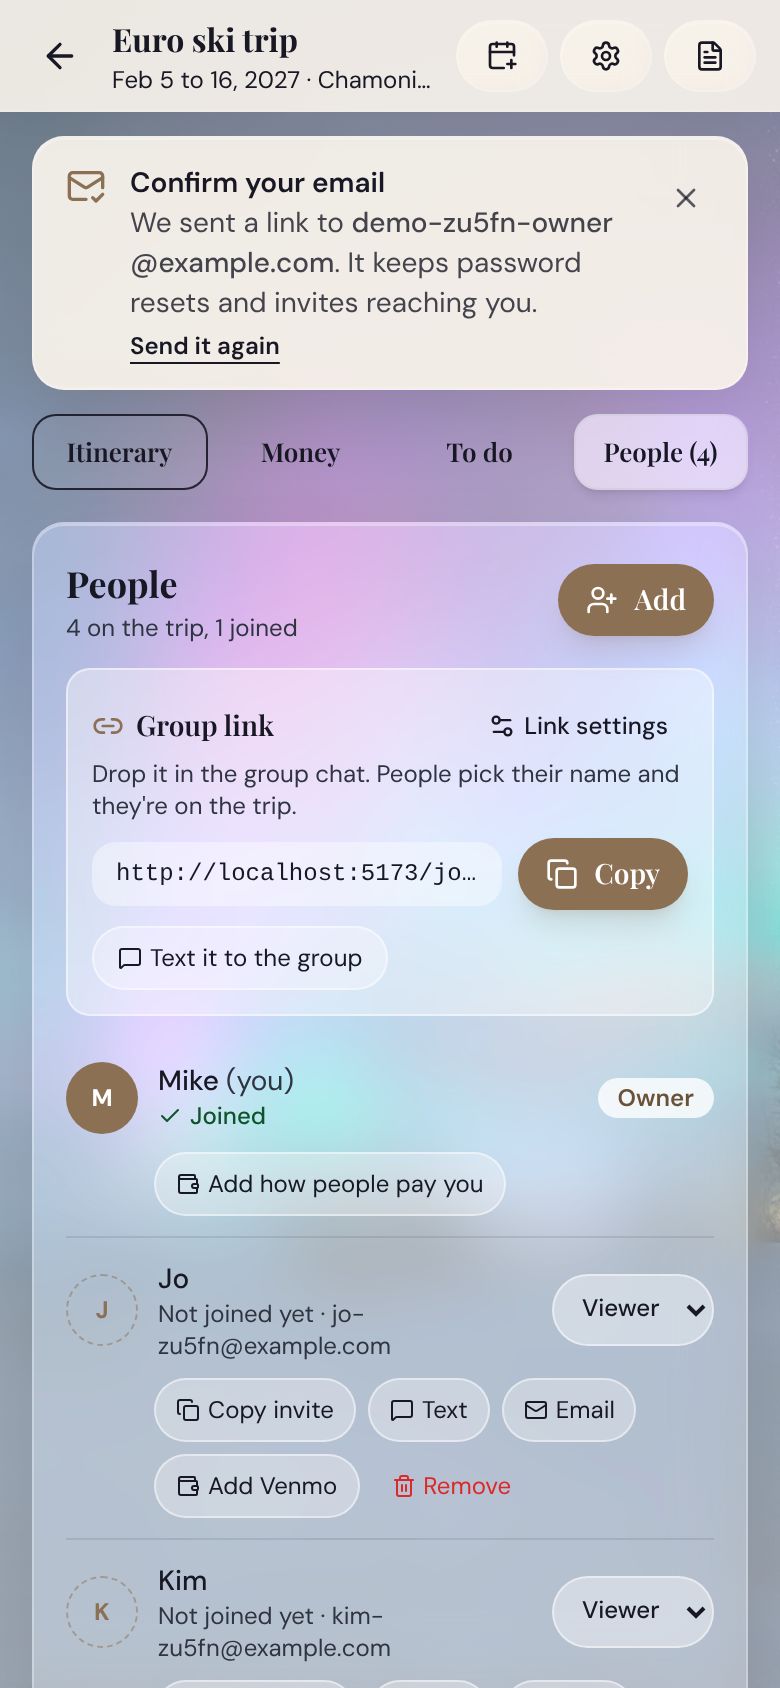 Euro ski trip
Feb 5 to 16, 2027 · Chamoni...
Confirm your email
We sent a link to demo-zu5fn-owner
@example.com. It keeps password
resets and invites reaching you.
Send it again
Itinerary
Money
To do
People (4)
People
4 on the trip, 1 joined
Add
Group link
Link settings
Drop it in the group chat. People pick their name and
they're on the trip.
http://localhost:5173/jo...
Copy
Text it to the group
M
Mike (you)
Joined
Owner
Add how people pay you
J
Jo
Not joined yet · jo-
zu5fn@example.com
Viewer
Copy invite
Text
Email
Add Venmo
Remove
K
Kim
Not joined yet · kim-
zu5fn@example.com
Viewer